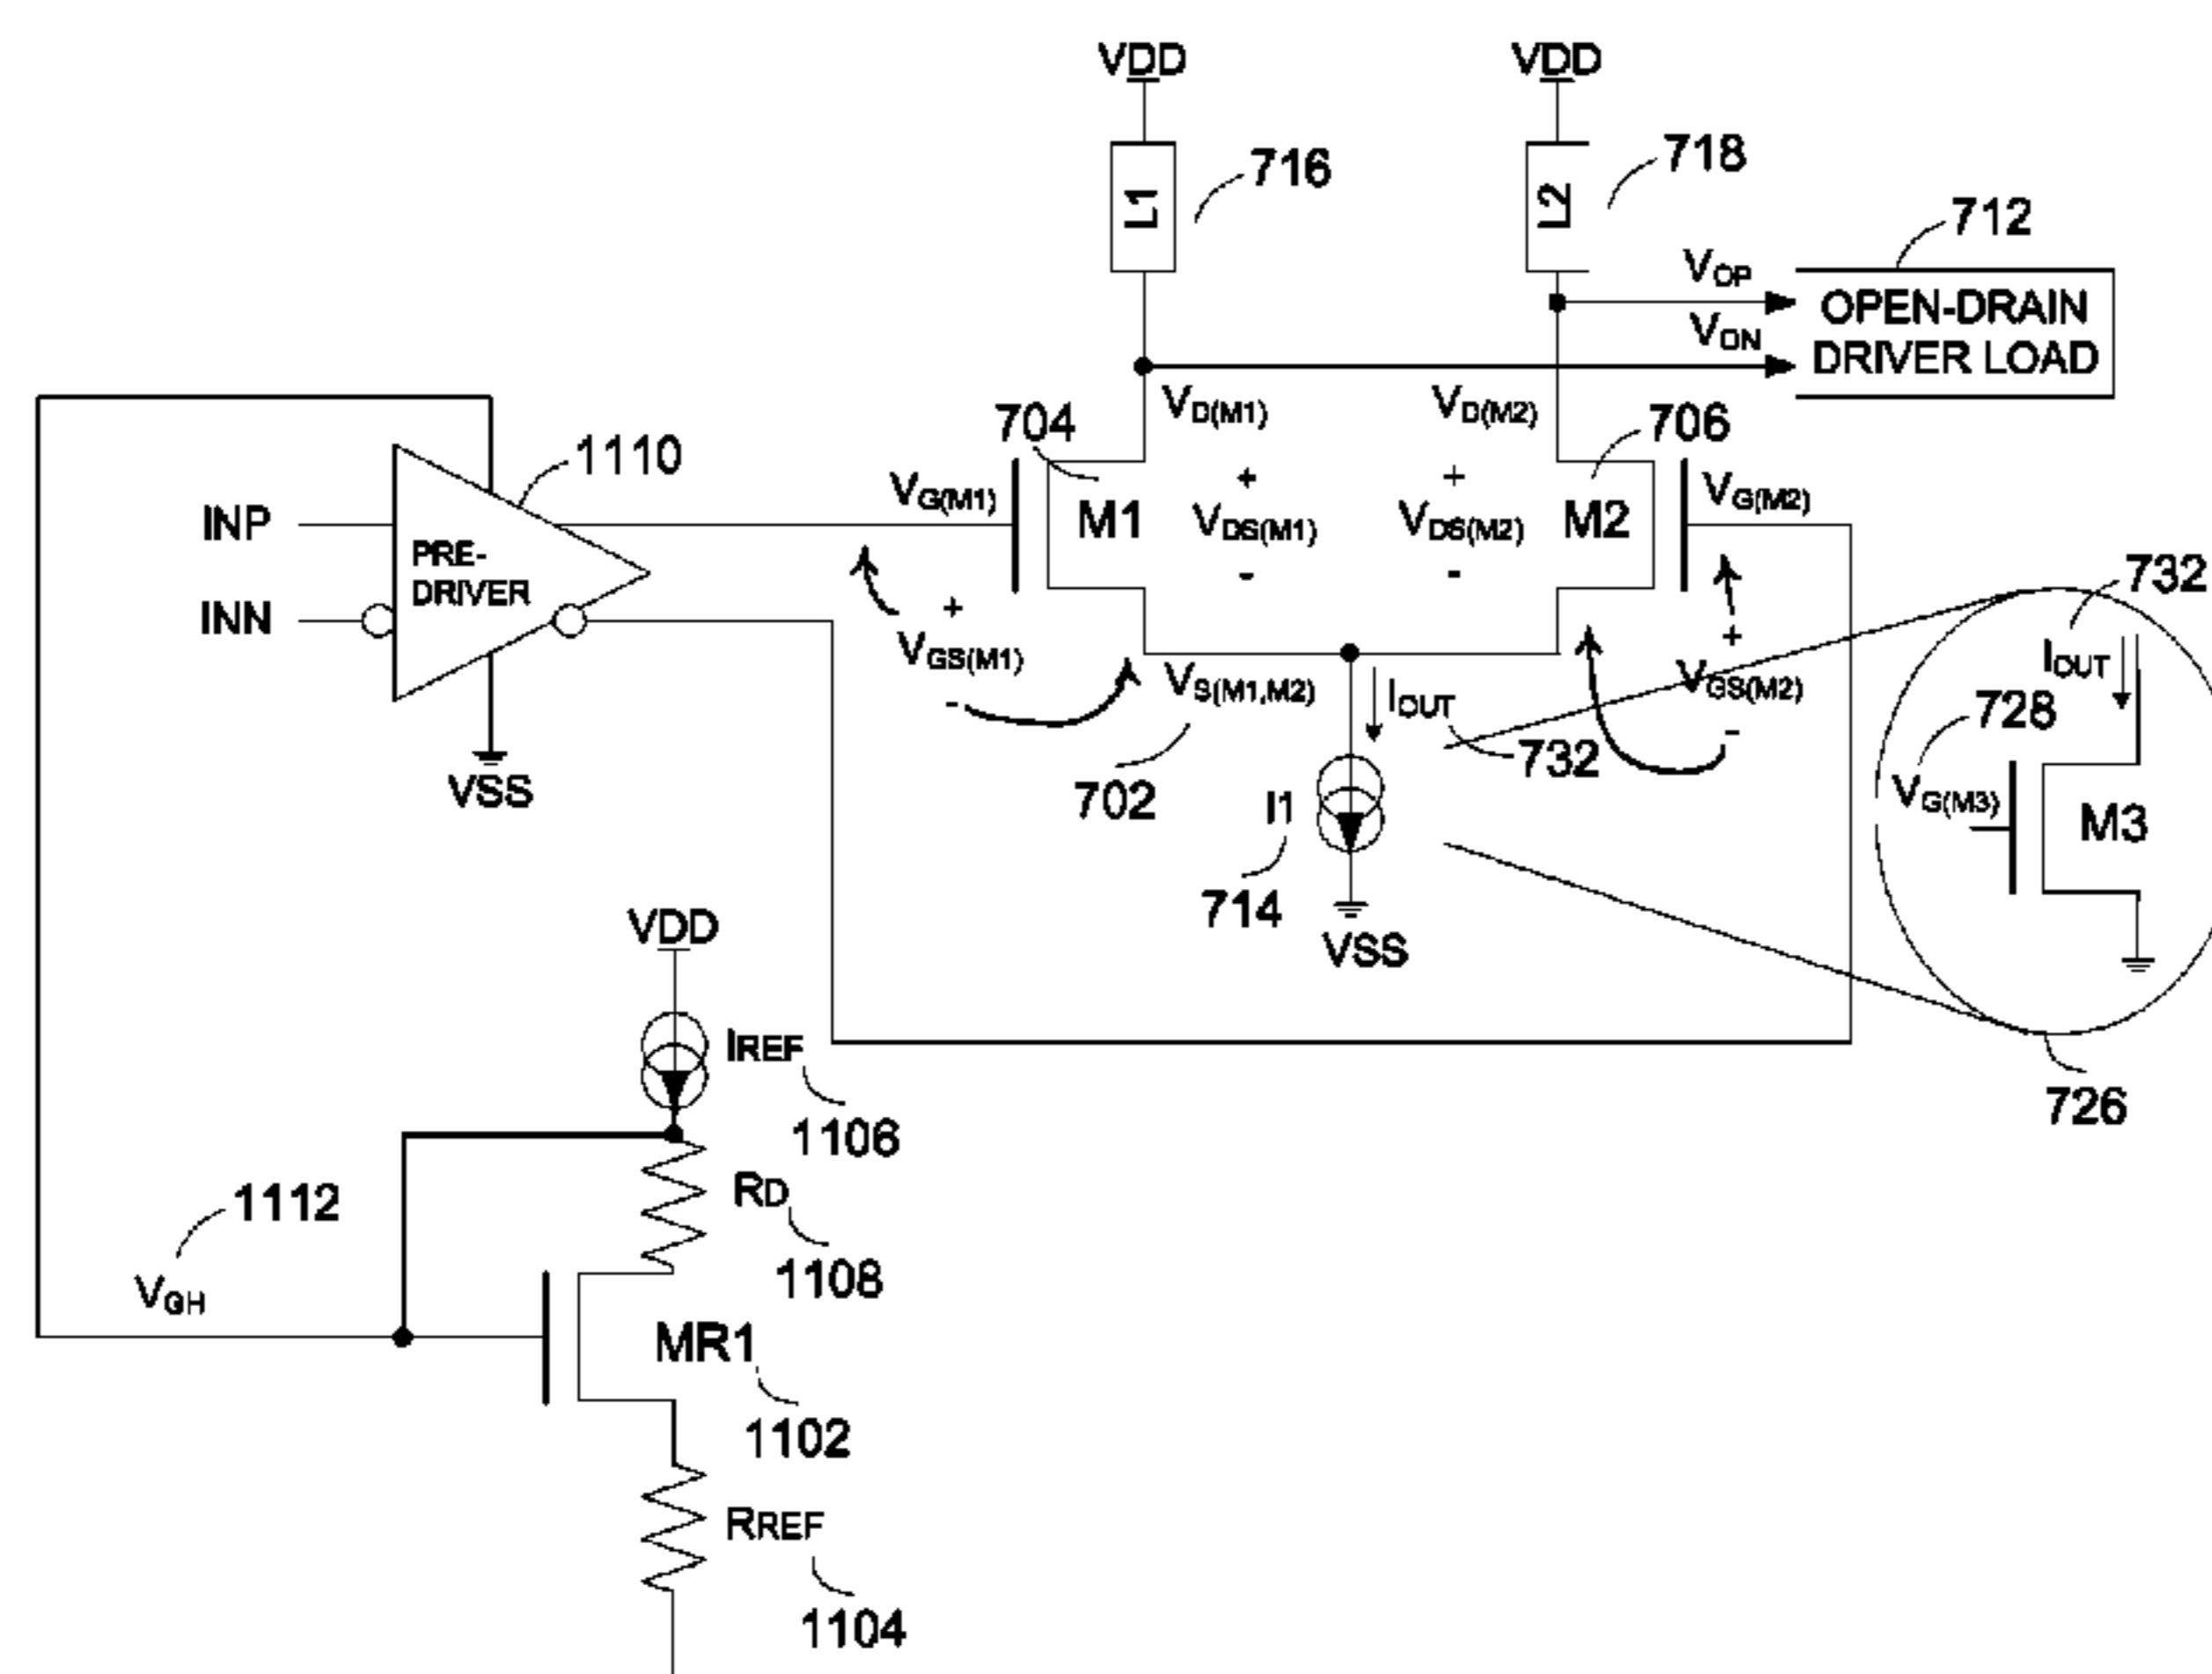 VDD
VDD
L1
716
L2
718
712
VOP
VON
OPEN-DRAIN
DRIVER LOAD
704
VD(M1)
VD(M2)
706
1110
INP
INN
PRE-
DRIVER
VSS
VG(M1)
M1
+
VDS(M1)
-
+
VDS(M2)
-
M2
VG(M2)
+
VGS(M1)
-
VS(M1,M2)
702
IOUT
732
+
VGS(M2)
-
I1
714
VSS
732
IOUT
728
VG(M3)
M3
726
VDD
IREF
1106
RD
1108
1112
VGH
MR1
1102
RREF
1104